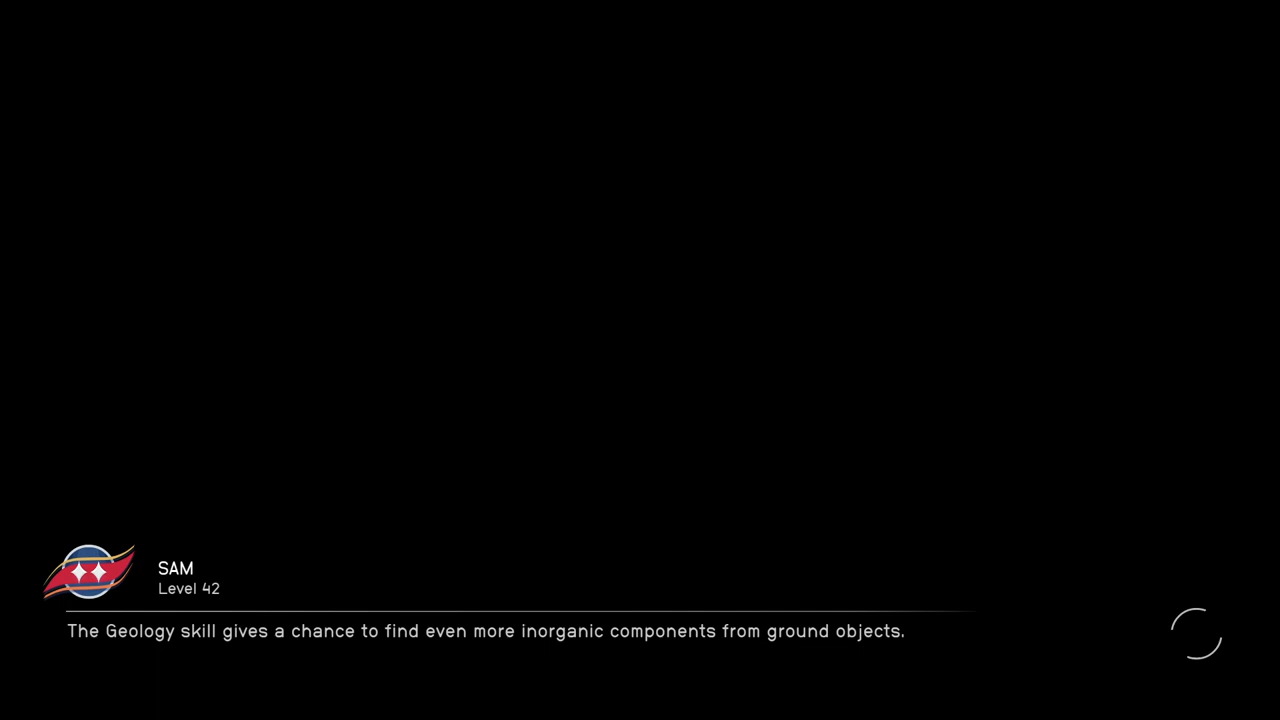 SAM
Level 42
The Geology skill gives a chance to find even more inorganic components from ground objects.